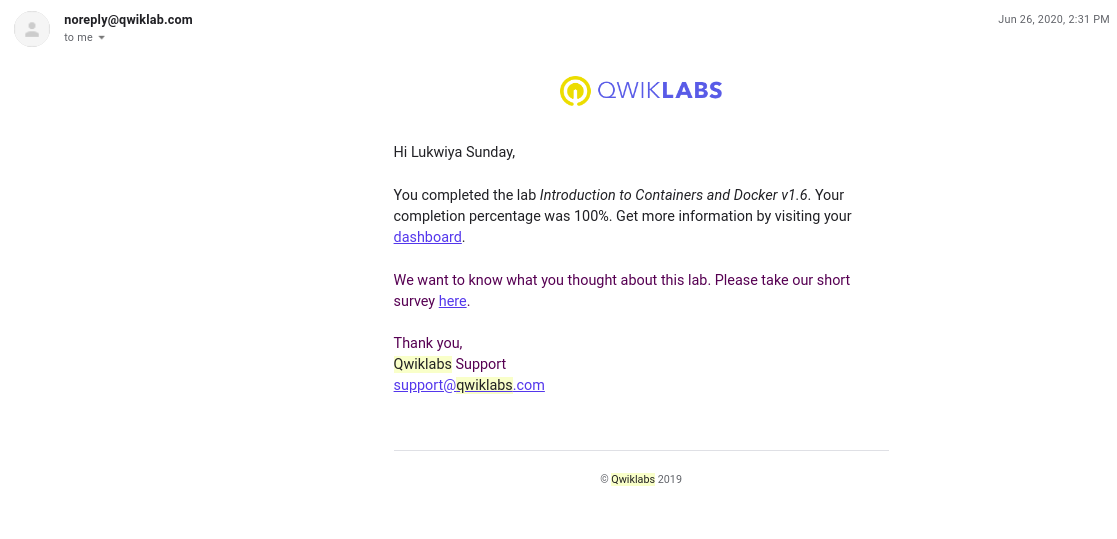 noreply@qwiklab.com
Jun 26, 2020, 2:31 PM
to me
QWIKLABS
Hi Lukwiya Sunday,
You completed the lab Introduction to Containers and Docker v1.6. Your
completion percentage was 100%. Get more information by visiting your
dashboard.
We want to know what you thought about this lab. Please take our short
survey here.
Thank you,
Qwiklabs Support
support@qwiklabs.com
© Qwiklabs 2019